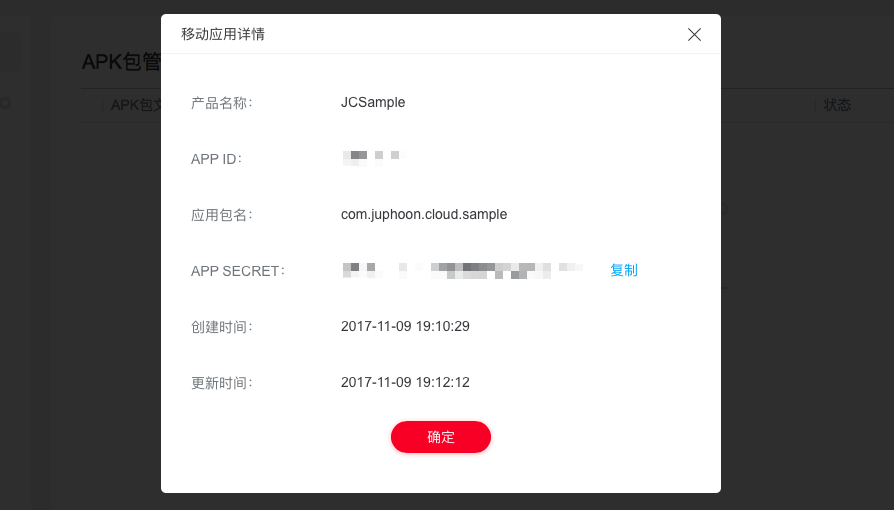 移动应用详情
APK包管
APK包文
状态
产品名称：
JCSample
APP ID：
应用包名：
com.juphoon.cloud.sample
APP SECRET：
复制
创建时间：
2017-11-09 19:10:29
更新时间：
2017-11-09 19:12:12
确定